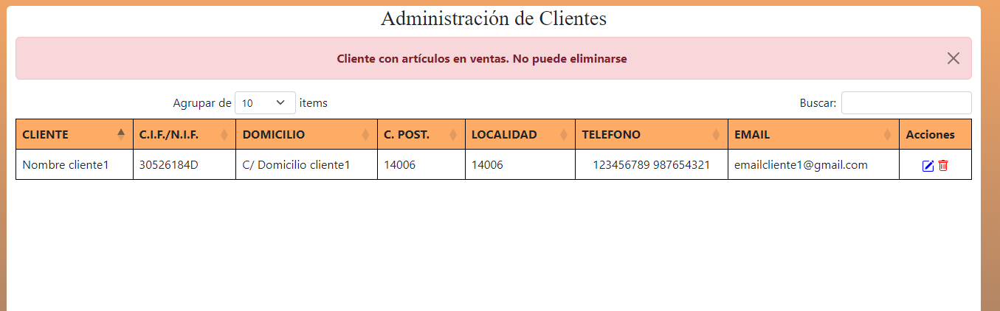 Administración de Clientes
Cliente con artículos en ventas. No puede eliminarse
Agrupar de 10 items Buscar:
CLIENTE C.I.F./N.I.F. DOMICILIO C. POST. LOCALIDAD TELEFONO EMAIL Acciones
Nombre cliente1 30526184D C/ Domicilio cliente1 14006 14006 123456789 987654321 emailcliente1@gmail.com